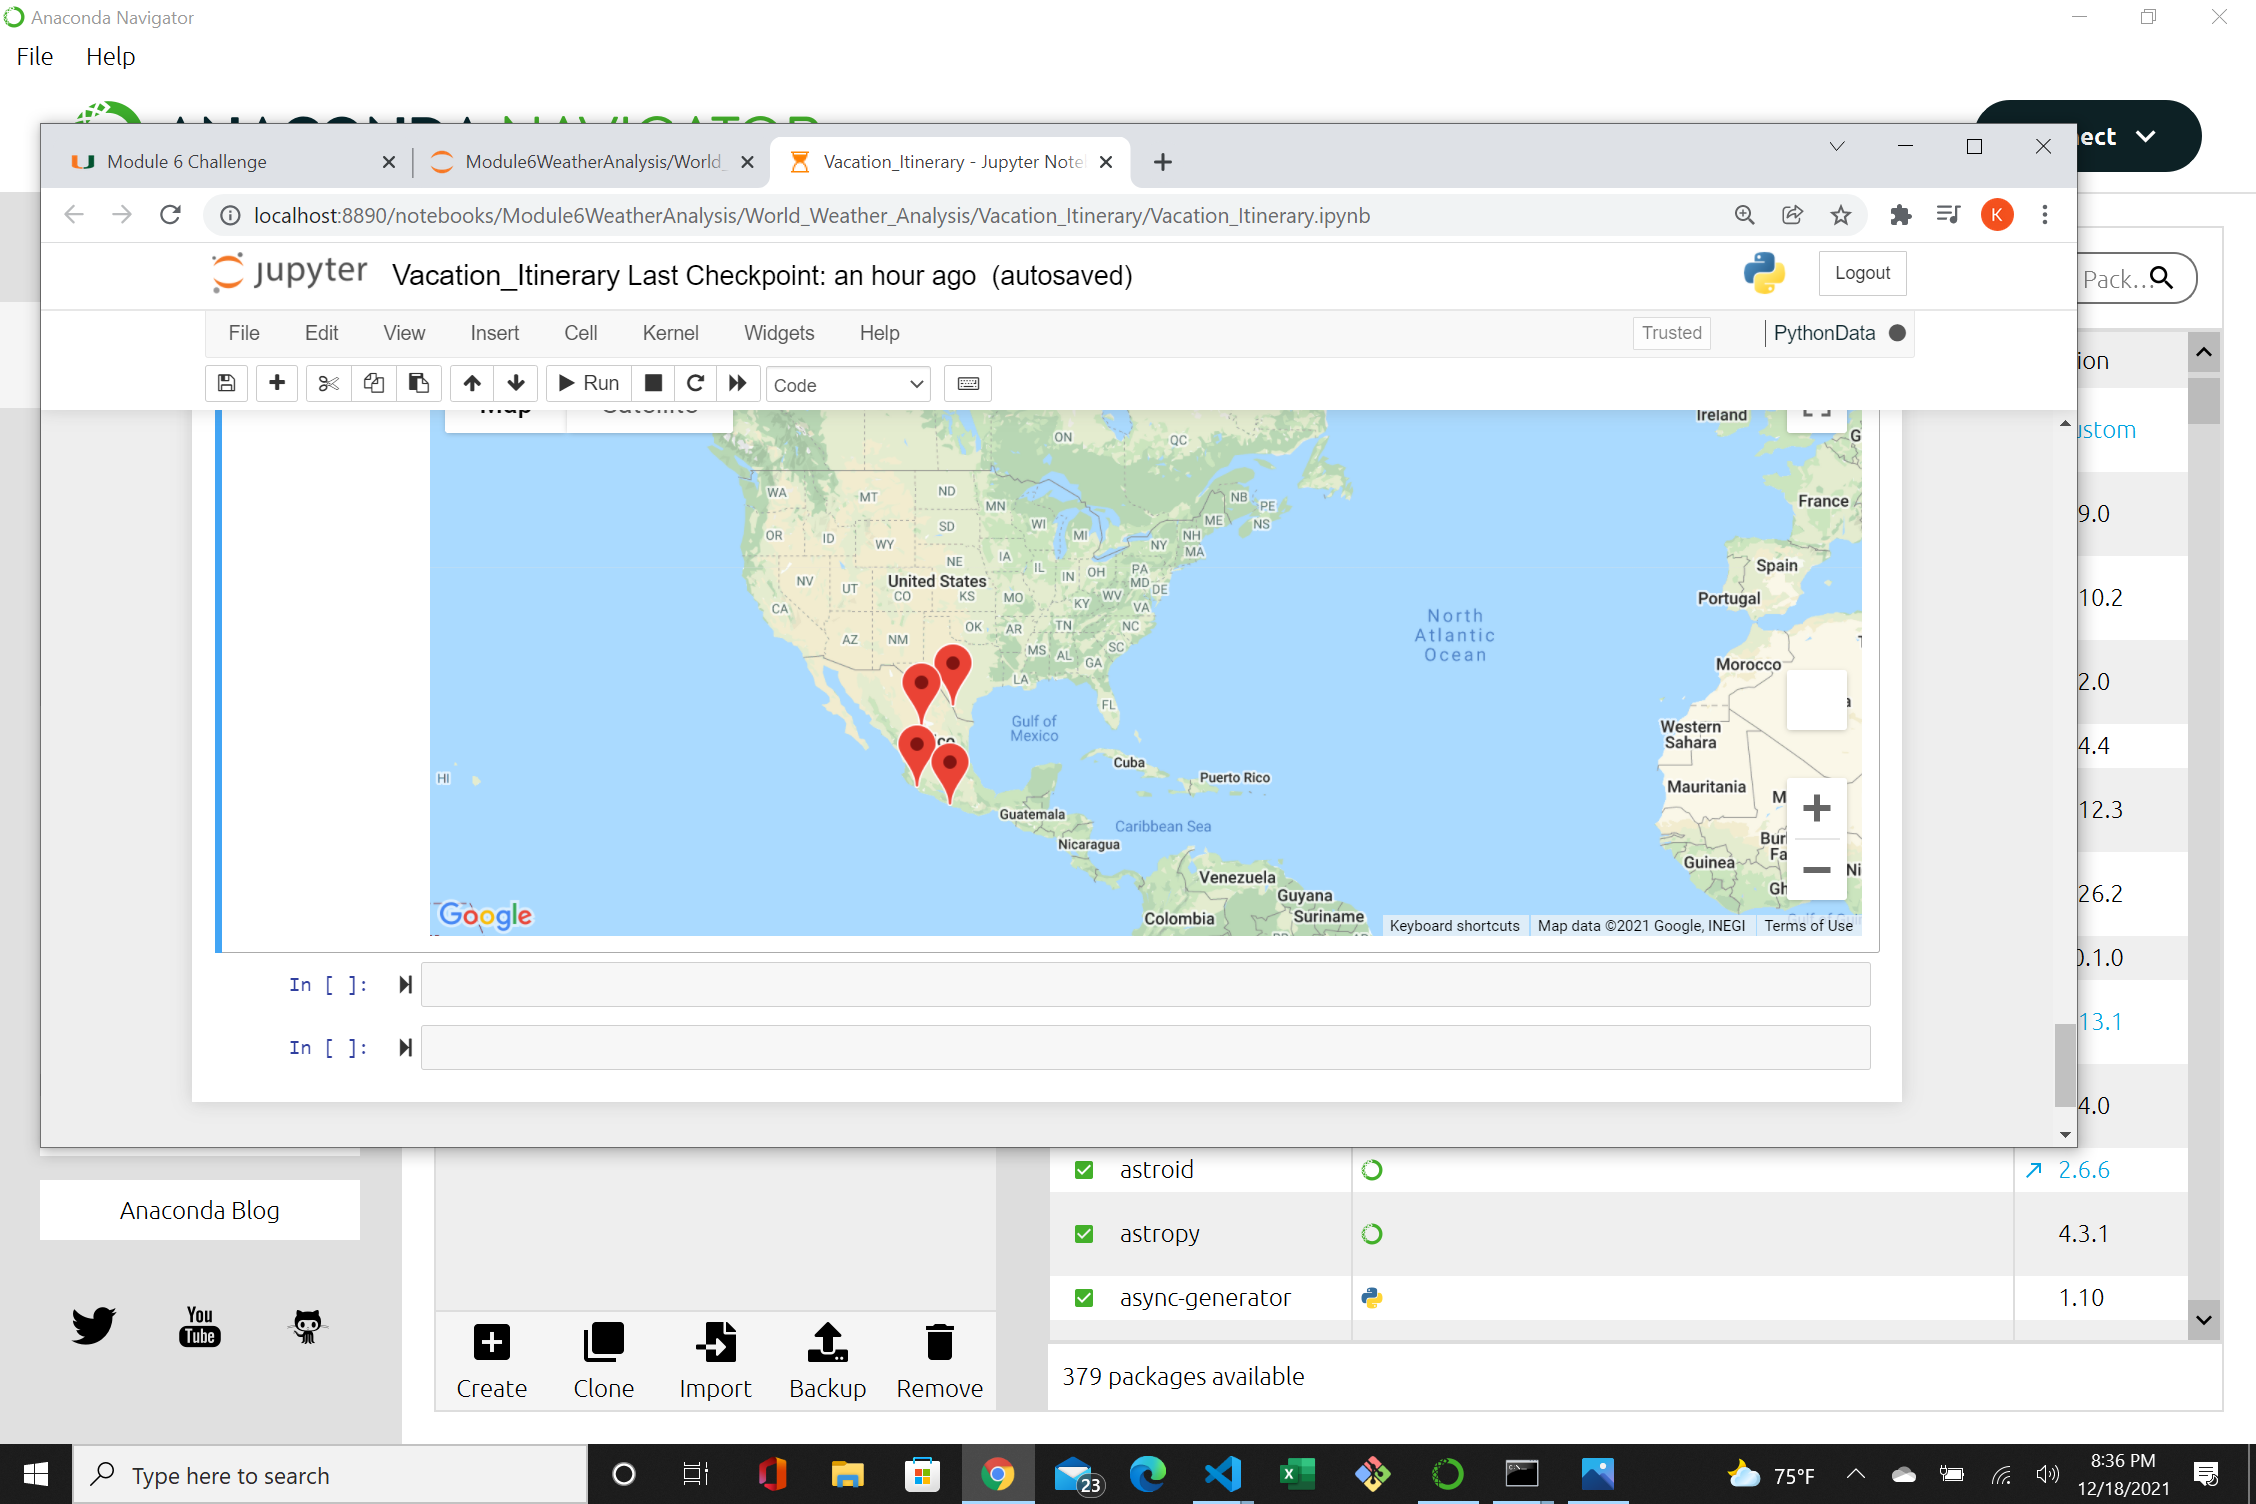 Anaconda Navigator
File Help
ANACONDA NAVIGATOR
Module 6 Challenge
Module6WeatherAnalysis/World_
Vacation_Itinerary - Jupyter Note
localhost:8890/notebooks/Module6WeatherAnalysis/World_Weather_Analysis/Vacation_Itinerary/Vacation_Itinerary.ipynb
K
jupyter Vacation_Itinerary Last Checkpoint: an hour ago (autosaved)
Logout
Pack...
File Edit View Insert Cell Kernel Widgets Help
Trusted
PythonData
Run
Code
Map Satellite
ON
QC
Ireland
WA
MT
ND
MN
NB
PE
NS
France
OR
ID
SD
WI
MI
ME
WY
NH
NY
MA
NE
IA
IL
IN
OH
PA
Spain
NV
UT
United States
CO
KS
MO
KY
WV
MD
DE
VA
CA
Portugal
AZ
NM
OK
AR
TN
NC
North
Atlantic
Ocean
MS
AL
GA
SC
LA
Morocco
FL
Gulf of
Mexico
Western
Sahara
HI
Cuba
Puerto Rico
Mauritania
Guatemala
Caribbean Sea
Nicaragua
Guinea
Venezuela
Guyana
Suriname
Colombia
Google
Keyboard shortcuts
Map data ©2021 Google, INEGI
Terms of Use
In [ ]:
In [ ]:
ect
ion
ustom
9.0
10.2
2.0
4.4
12.3
26.2
0.1.0
13.1
4.0
astroid 2.6.6
astropy 4.3.1
async-generator 1.10
379 packages available
Anaconda Blog
You
Tube
Create Clone Import Backup Remove
Type here to search
23
75°F
8:36 PM
12/18/2021